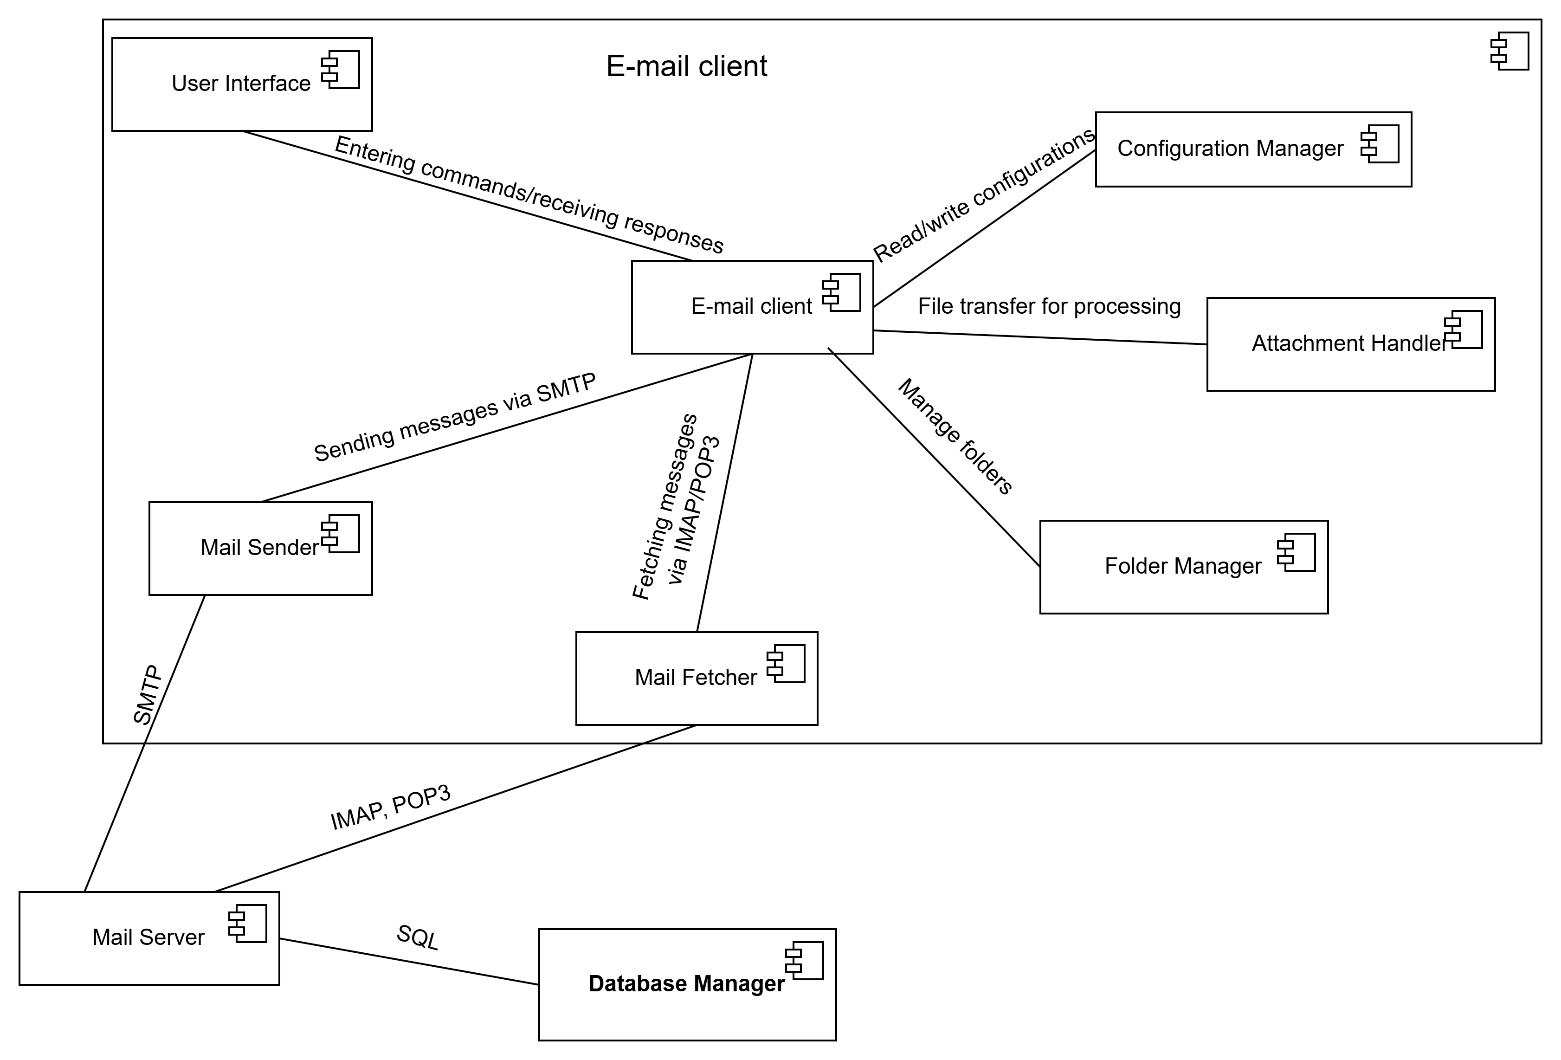 E-mail client
User Interface
Entering commands/receiving responses
Configuration Manager
Read/write configurations
E-mail client
File transfer for processing
Attachment Handler
Sending messages via SMTP
Fetching messages
via IMAP/POP3
Manage folders
Mail Sender
Folder Manager
Mail Fetcher
SMTP
IMAP, POP3
Mail Server
SQL
Database Manager